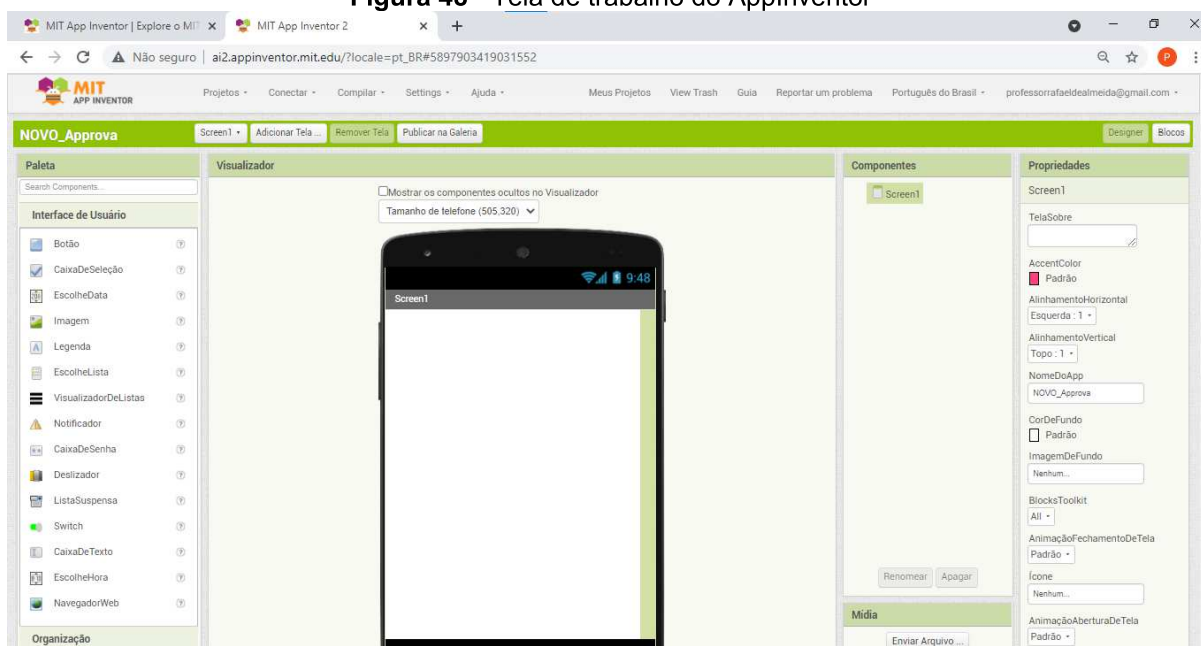 Figura 40 - Tela de trabalho do AppInventor
MIT App Inventor | Explore o MIT
MIT App Inventor 2
Não seguro | ai2.appinventor.mit.edu/?locale=pt_BR#5897903419031552
P
MIT
APP INVENTOR
Projetos
Conectar
Compilar
Settings
Ajuda
Meus Projetos
View Trash
Guia
Reportar um problema
Português do Brasil
professorrafaeldealmeida@gmail.com
NOVO_Approva
Screen1
Adicionar Tela ...
Remover Tela
Publicar na Galeria
Designer
Blocos
Paleta
Search Components...
Interface de Usuário
Botão
CaixaDeSeleção
EscolheData
Imagem
Legenda
EscolheLista
VisualizadorDeListas
Notificador
CaixaDeSenha
Deslizador
ListaSuspensa
Switch
CaixaDeTexto
EscolheHora
NavegadorWeb
Organização
Visualizador
Mostrar os componentes ocultos no Visualizador
Tamanho de telefone (505,320)
9:48
Screen1
Componentes
Screen1
Renomear
Apagar
Mídia
Enviar Arquivo ...
Propriedades
Screen1
TelaSobre
AccentColor
Padrão
AlinhamentoHorizontal
Esquerda : 1
AlinhamentoVertical
Topo : 1
NomeDoApp
NOVO_Approva
CorDeFundo
Padrão
ImagemDeFundo
Nenhum...
BlocksToolkit
All
AnimaçãoFechamentoDeTela
Padrão
Ícone
Nenhum...
AnimaçãoAberturaDeTela
Padrão